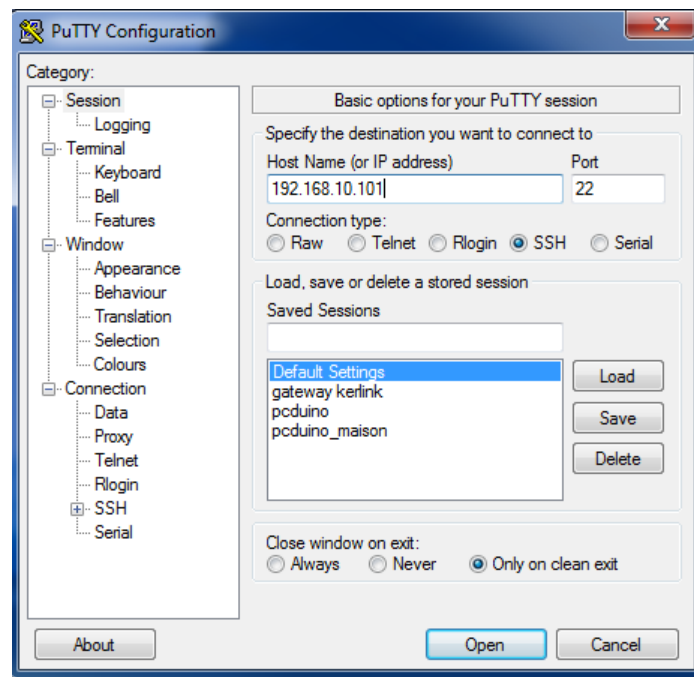 PuTTY Configuration
Category:
Session
Logging
Terminal
Keyboard
Bell
Features
Window
Appearance
Behaviour
Translation
Selection
Colours
Connection
Data
Proxy
Telnet
Rlogin
SSH
Serial
Basic options for your PuTTY session
Specify the destination you want to connect to
Host Name (or IP address) Port
192.168.10.101 22
Connection type:
Raw Telnet Rlogin SSH Serial
Load, save or delete a stored session
Saved Sessions
Default Settings
gateway kerlink
pcduino
pcduino_maison
Load
Save
Delete
Close window on exit:
Always Never Only on clean exit
About Open Cancel